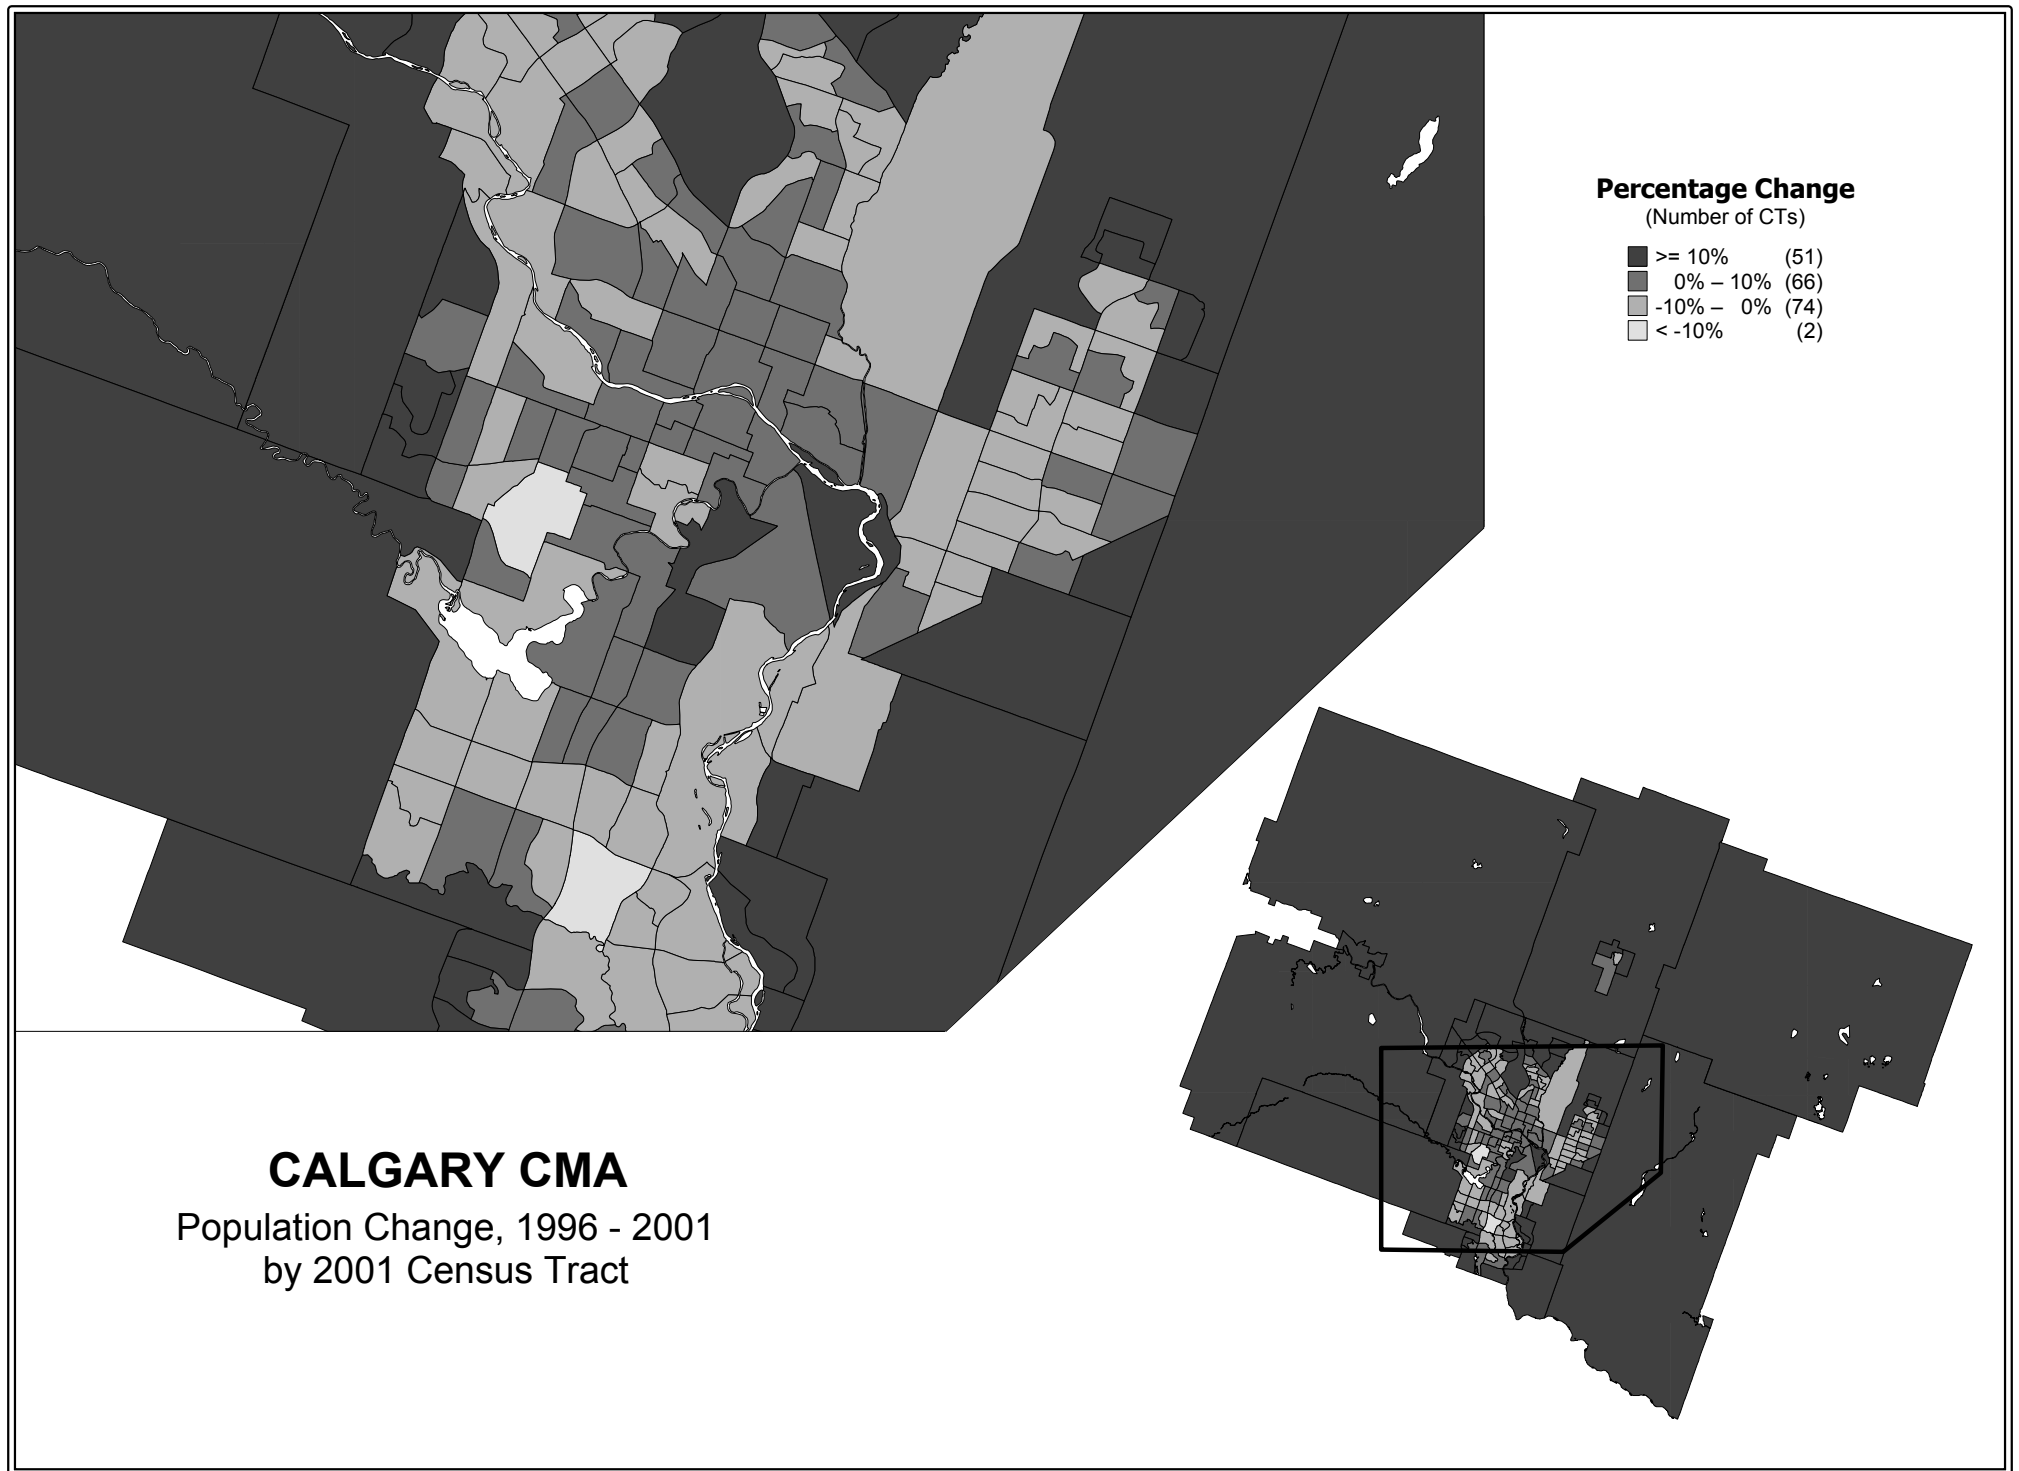 Percentage Change
(Number of CTs)
>= 10% (51)
0% – 10% (66)
-10% – 0% (74)
< -10% (2)
CALGARY CMA
Population Change, 1996 - 2001
by 2001 Census Tract